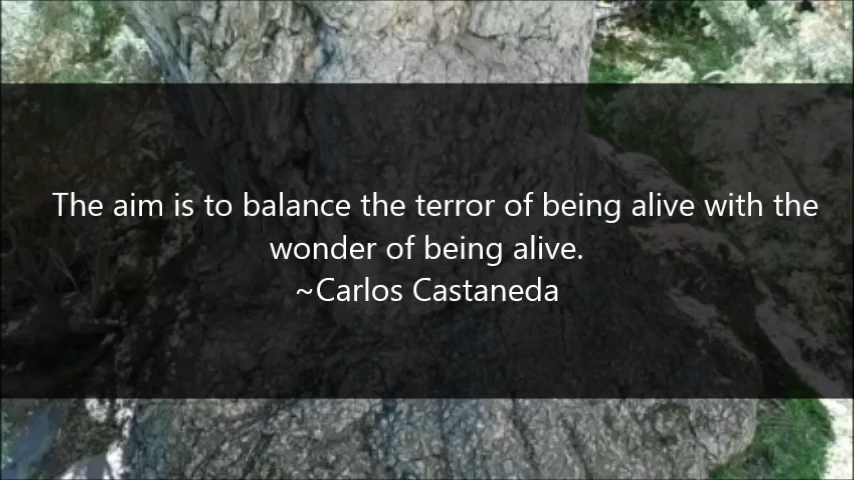 The aim is to balance the terror of being alive with the
wonder of being alive.
~Carlos Castaneda